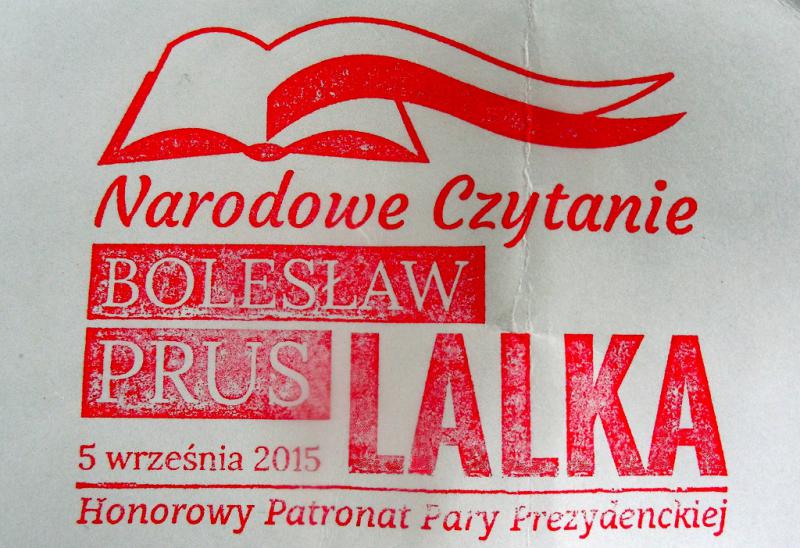 Narodowe Czytanie
BOLESŁAW
PRUS
LALKA
5 września 2015
Honorowy Patronat Pary Prezydenckiej